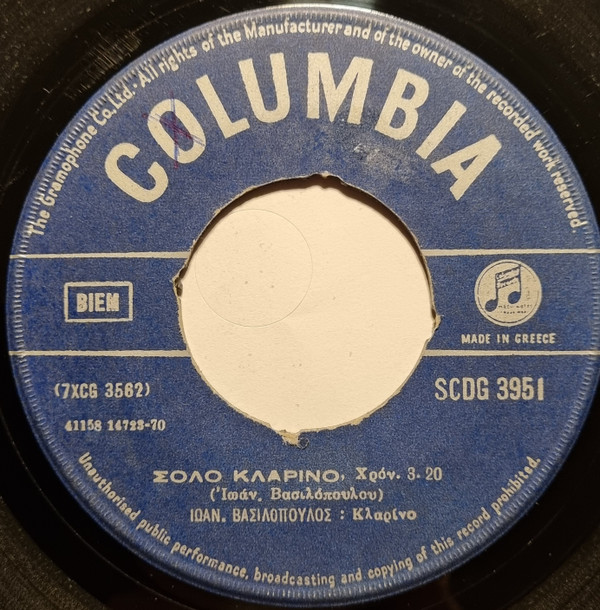 The Gramophone Co., Ltd. · All rights of the Manufacturer and of the owner of the recorded work reserved.
COLUMBIA
BIEM
MADE IN GREECE
(7XCG 3562)
SCDG 3951
41158 14723-70
ΣΟΛΟ ΚΛΑΡΙΝΟ, Χρόν. 3.20
(Ἰωάν. Βασιλόπουλου)
ΙΩΑΝ. ΒΑΣΙΛΟΠΟΥΛΟΣ : Κλαρίνο
Unauthorised public performance, broadcasting and copying of this record prohibited.